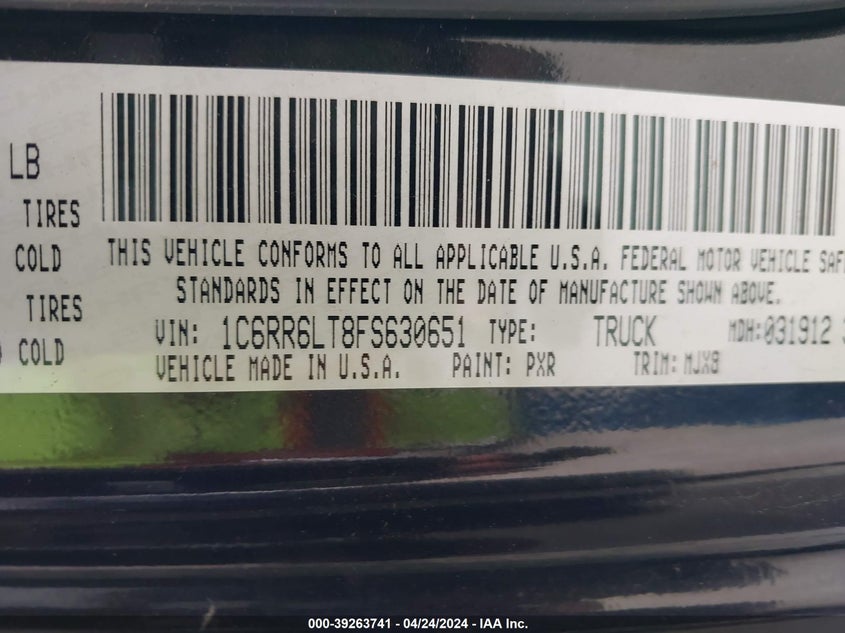 LB
TIRES
COLD
TIRES
COLD
THIS VEHICLE CONFORMS TO ALL APPLICABLE U.S.A. FEDERAL MOTOR VEHICLE SAFE
STANDARDS IN EFFECT ON THE DATE OF MANUFACTURE SHOWN ABOVE.
VIN: 1C6RR6LT8FS630651 TYPE: TRUCK MDH:031912
VEHICLE MADE IN U.S.A. PAINT: PXR TRIM: MJX8
000-39263741 - 04/24/2024 - IAA Inc.